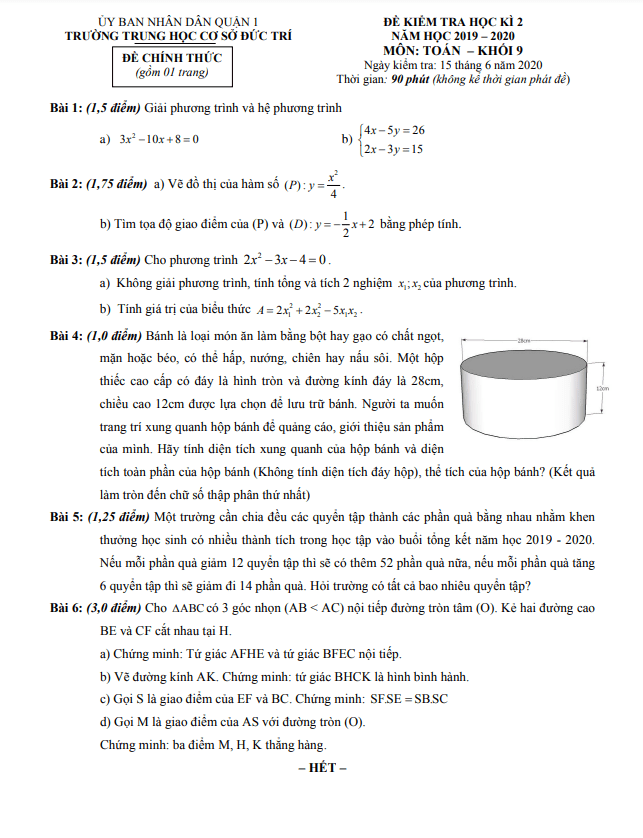 ỦY BAN NHÂN DÂN QUẬN 1
TRƯỜNG TRUNG HỌC CƠ SỞ ĐỨC TRÍ
ĐỀ CHÍNH THỨC
(gồm 01 trang)
ĐỀ KIỂM TRA HỌC KÌ 2
NĂM HỌC 2019 – 2020
MÔN: TOÁN – KHỐI 9
Ngày kiểm tra: 15 tháng 6 năm 2020
Thời gian: 90 phút (không kể thời gian phát đề)
Bài 1: (1,5 điểm) Giải phương trình và hệ phương trình
a) 3x² −10x + 8 = 0
b) {4x − 5y = 26
2x − 3y = 15
Bài 2: (1,75 điểm) a) Vẽ đồ thị của hàm số (P): y = x²/4 .
b) Tìm tọa độ giao điểm của (P) và (D): y = −1/2 x + 2 bằng phép tính.
Bài 3: (1,5 điểm) Cho phương trình 2x² − 3x − 4 = 0 .
a) Không giải phương trình, tính tổng và tích 2 nghiệm x₁; x₂ của phương trình.
b) Tính giá trị của biểu thức A = 2x₁² + 2x₂² − 5x₁x₂ .
Bài 4: (1,0 điểm) Bánh là loại món ăn làm bằng bột hay gạo có chất ngọt,
mặn hoặc béo, có thể hấp, nướng, chiên hay nấu sôi. Một hộp
thiếc cao cấp có đáy là hình tròn và đường kính đáy là 28cm,
chiều cao 12cm được lựa chọn để lưu trữ bánh. Người ta muốn
trang trí xung quanh hộp bánh để quảng cáo, giới thiệu sản phẩm
của mình. Hãy tính diện tích xung quanh của hộp bánh và diện
tích toàn phần của hộp bánh (Không tính diện tích đáy hộp), thể tích của hộp bánh? (Kết quả
làm tròn đến chữ số thập phân thứ nhất)
28cm
12cm
Bài 5: (1,25 điểm) Một trường cần chia đều các quyển tập thành các phần quà bằng nhau nhằm khen
thưởng học sinh có nhiều thành tích trong học tập vào buổi tổng kết năm học 2019 - 2020.
Nếu mỗi phần quà giảm 12 quyển tập thì sẽ có thêm 52 phần quà nữa, nếu mỗi phần quà tăng
6 quyển tập thì sẽ giảm đi 14 phần quà. Hỏi trường có tất cả bao nhiêu quyển tập?
Bài 6: (3,0 điểm) Cho ΔABC có 3 góc nhọn (AB < AC) nội tiếp đường tròn tâm (O). Kẻ hai đường cao
BE và CF cắt nhau tại H.
a) Chứng minh: Tứ giác AFHE và tứ giác BFEC nội tiếp.
b) Vẽ đường kính AK. Chứng minh: tứ giác BHCK là hình bình hành.
c) Gọi S là giao điểm của EF và BC. Chứng minh: SF.SE = SB.SC
d) Gọi M là giao điểm của AS với đường tròn (O).
Chứng minh: ba điểm M, H, K thẳng hàng.
– HẾT –